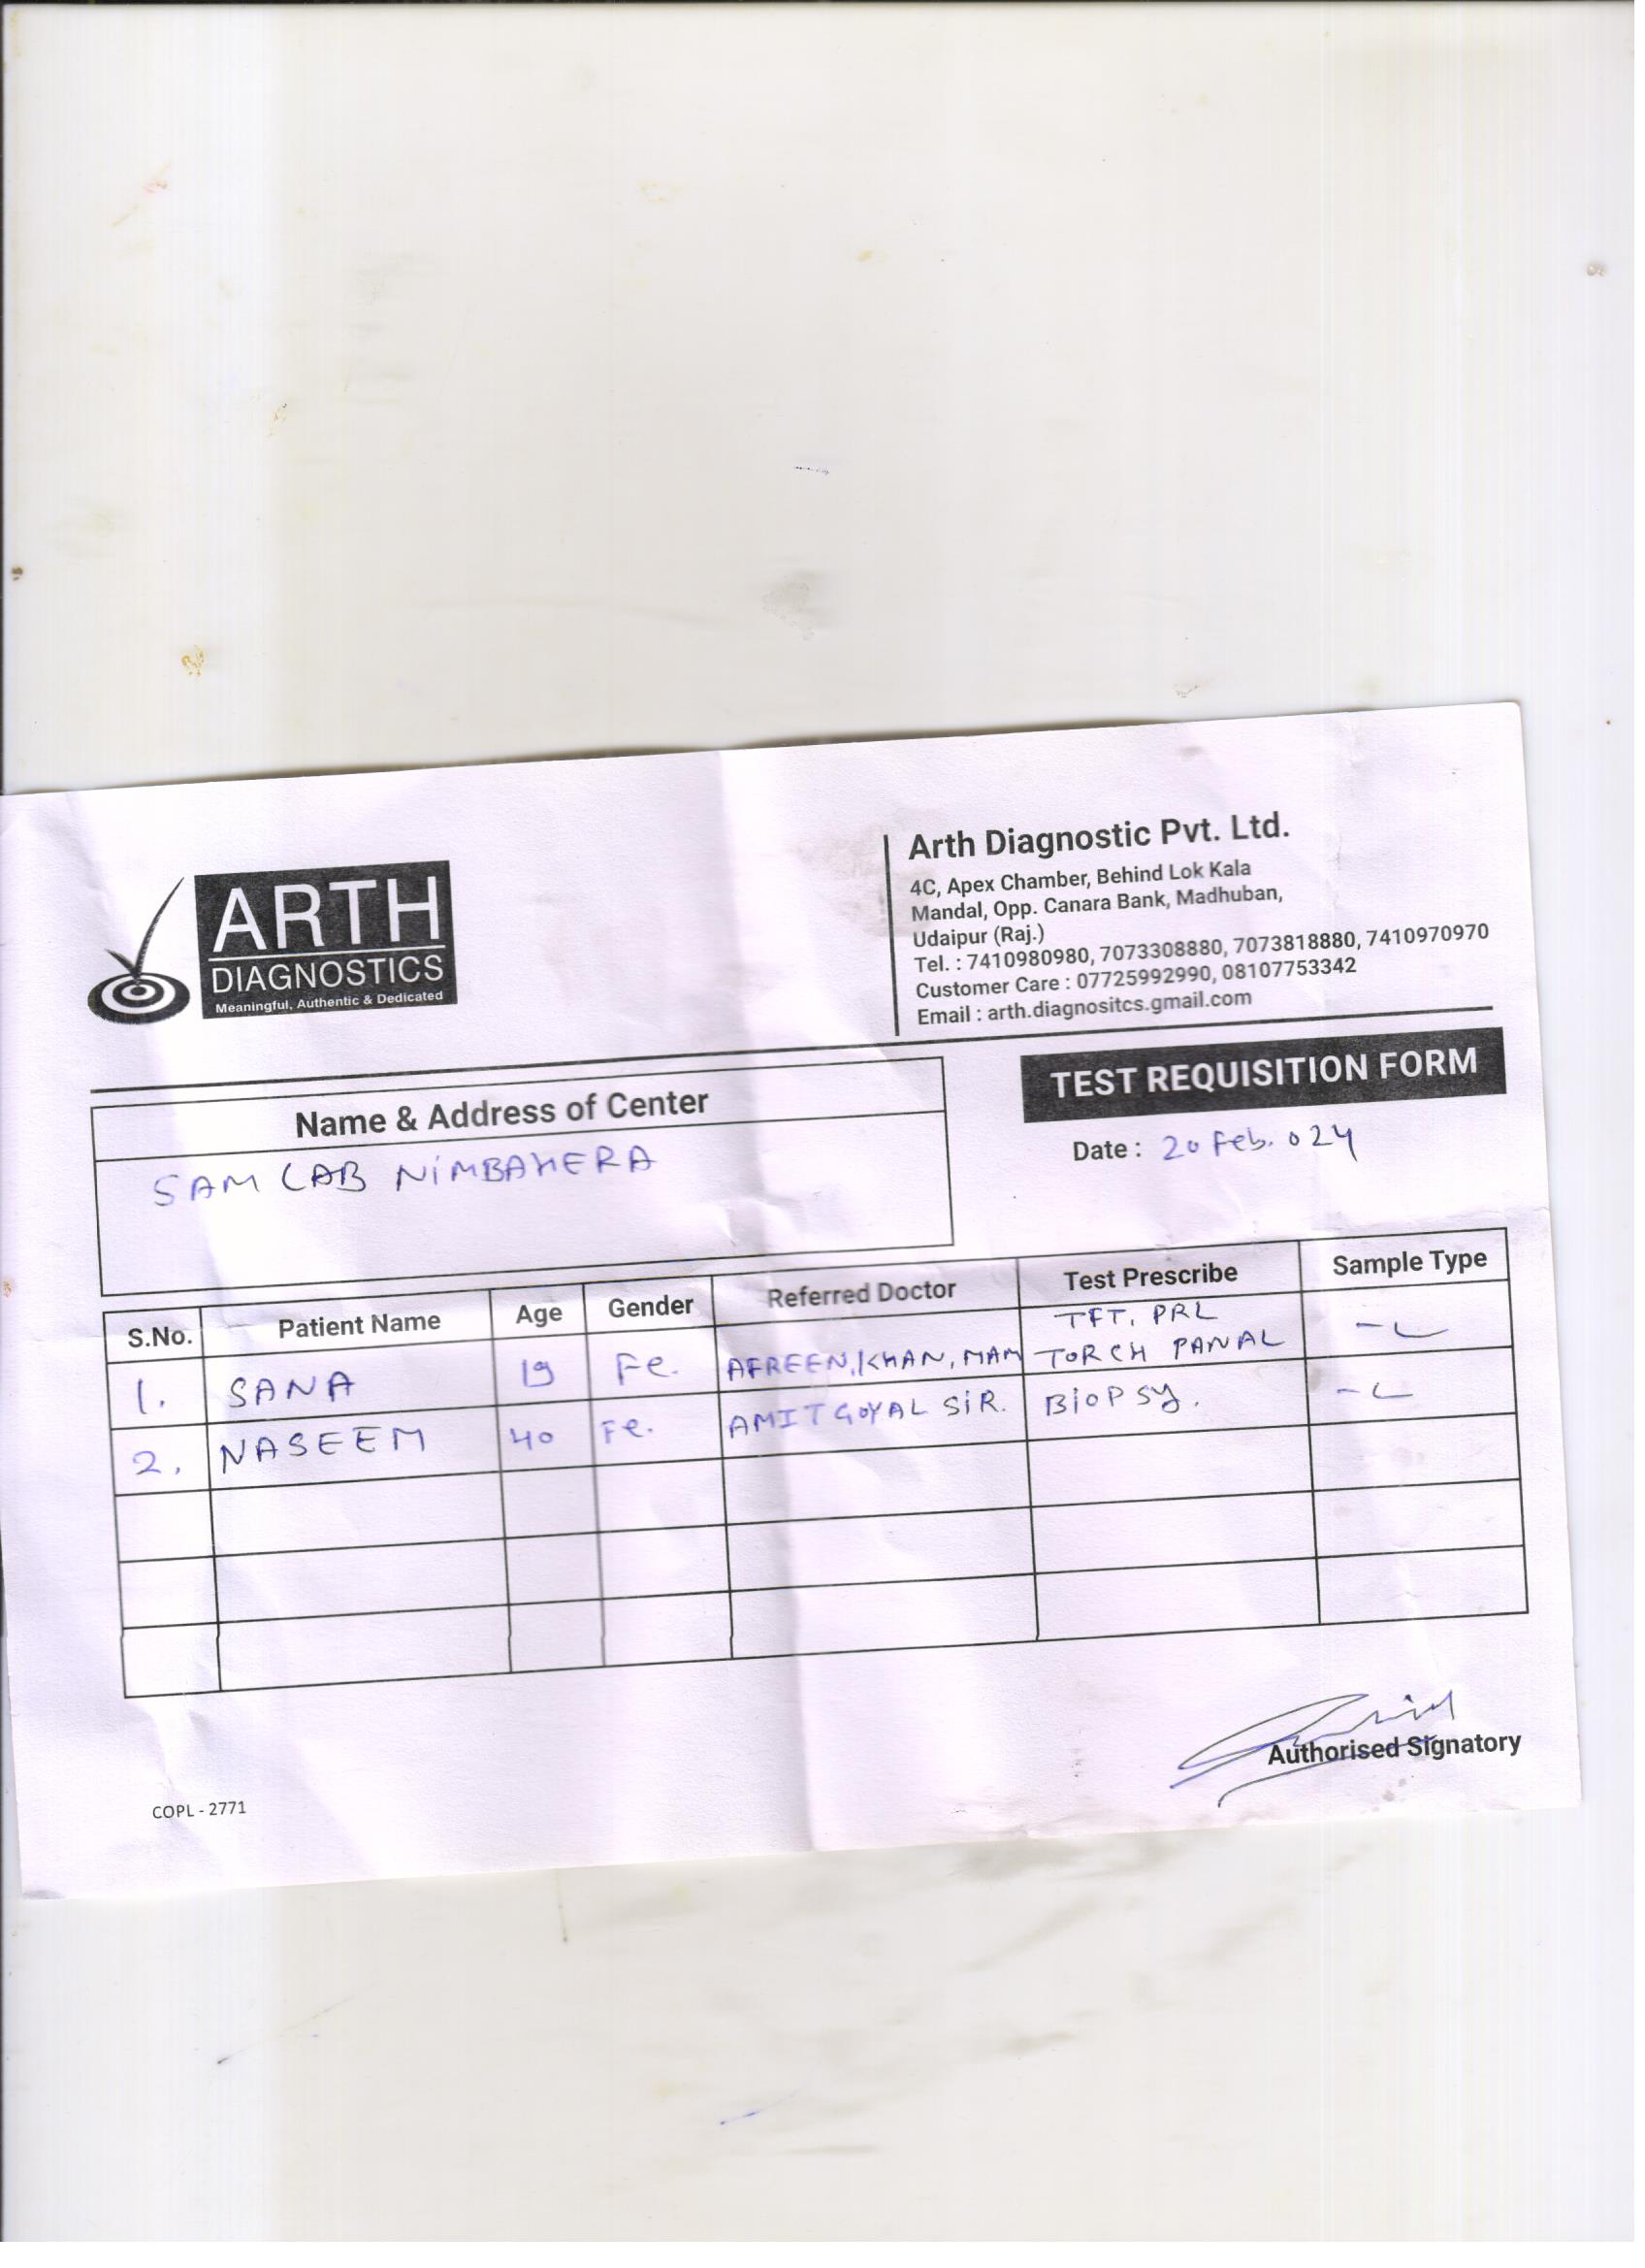 ARTH
DIAGNOSTICS
Meaningful, Authentic & Dedicated
Arth Diagnostic Pvt. Ltd.
4C, Apex Chamber, Behind Lok Kala
Mandal, Opp. Canara Bank, Madhuban,
Udaipur (Raj.)
Tel. : 7410980980, 7073308880, 7073818880, 7410970970
Customer Care : 07725992990, 08107753342
Email : arth.diagnositcs.gmail.com
TEST REQUISITION FORM
Name & Address of Center
SAM LAB NIMBAHERA
Date : 20 Feb. 024
S.No. Patient Name Age Gender Referred Doctor Test Prescribe Sample Type
1. SANA 19 Fe. AFREEN, KHAN, MAM TFT, PRL
TORCH PANAL
2. NASEEM 40 Fe. AMIT GOYAL SIR. BIOPSY.
Authorised Signatory
COPL - 2771